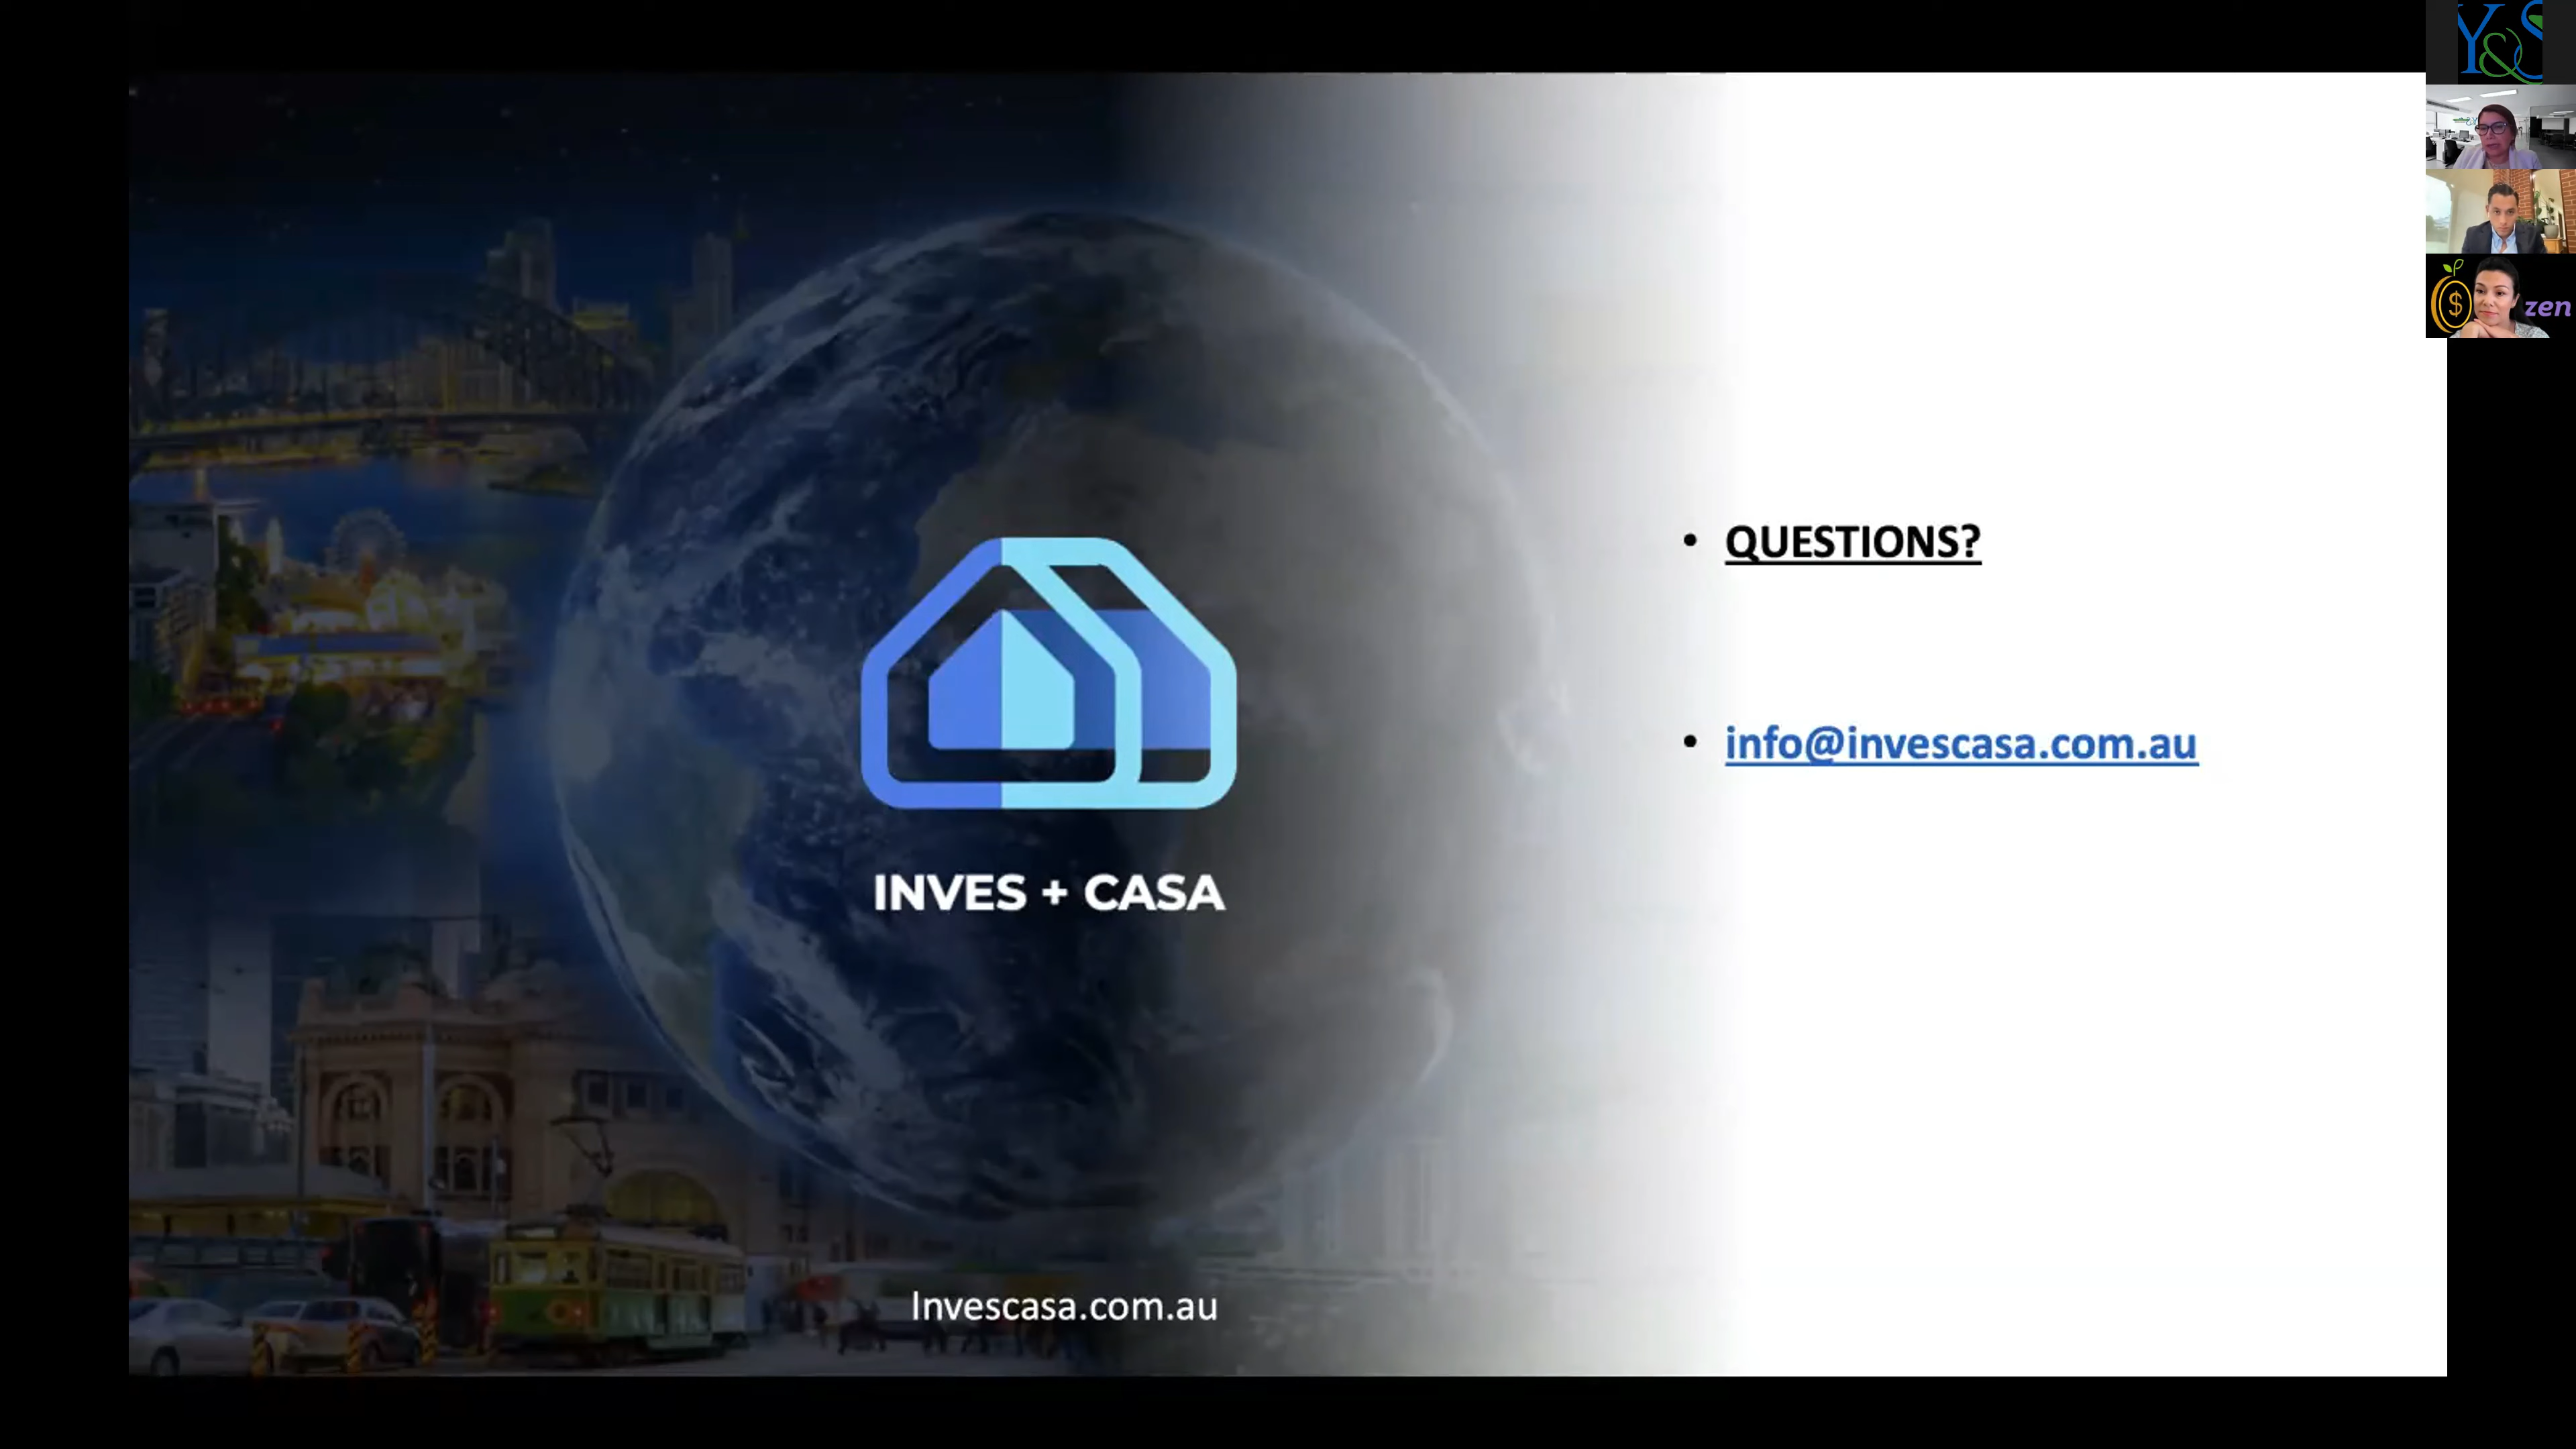 Y&S
zen
• QUESTIONS?
• info@invescasa.com.au
INVES + CASA
Invescasa.com.au